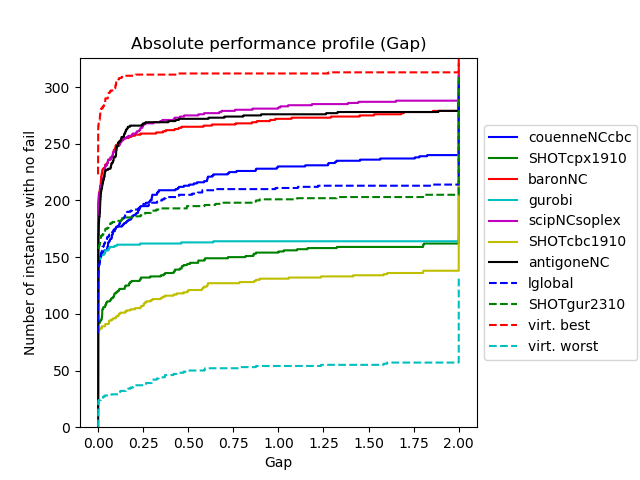 Absolute performance profile (Gap)
Number of instances with no fail
300
250
200
150
100
50
0
0.00 0.25 0.50 0.75 1.00 1.25 1.50 1.75 2.00
Gap
couenneNCcbc
SHOTcpx1910
baronNC
gurobi
scipNCsoplex
SHOTcbc1910
antigoneNC
lglobal
SHOTgur2310
virt. best
virt. worst